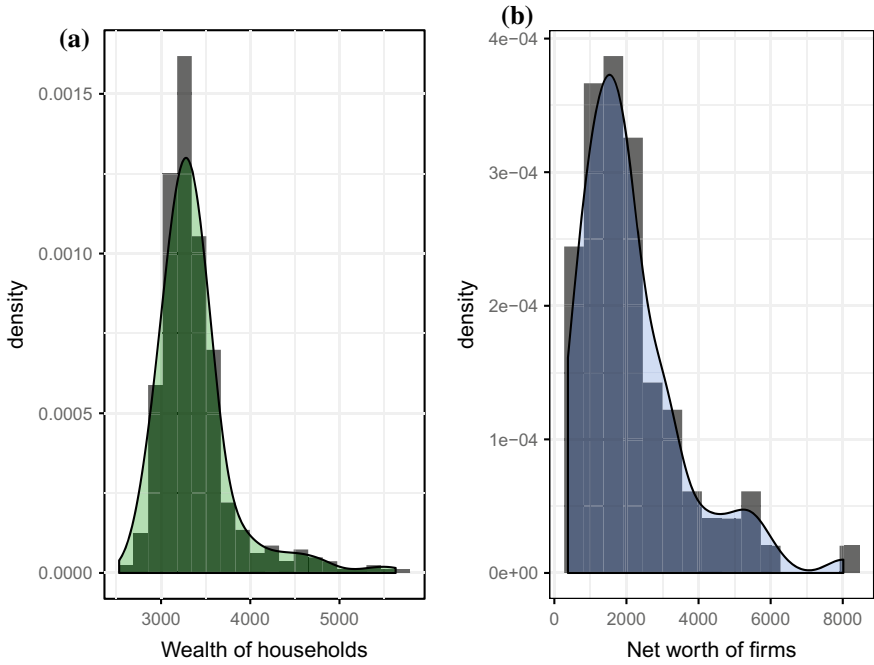 (a)
density
0.0015
0.0010
0.0005
0.0000
3000 4000 5000
Wealth of households
(b)
density
4e−04
3e−04
2e−04
1e−04
0e+00
0 2000 4000 6000 8000
Net worth of firms